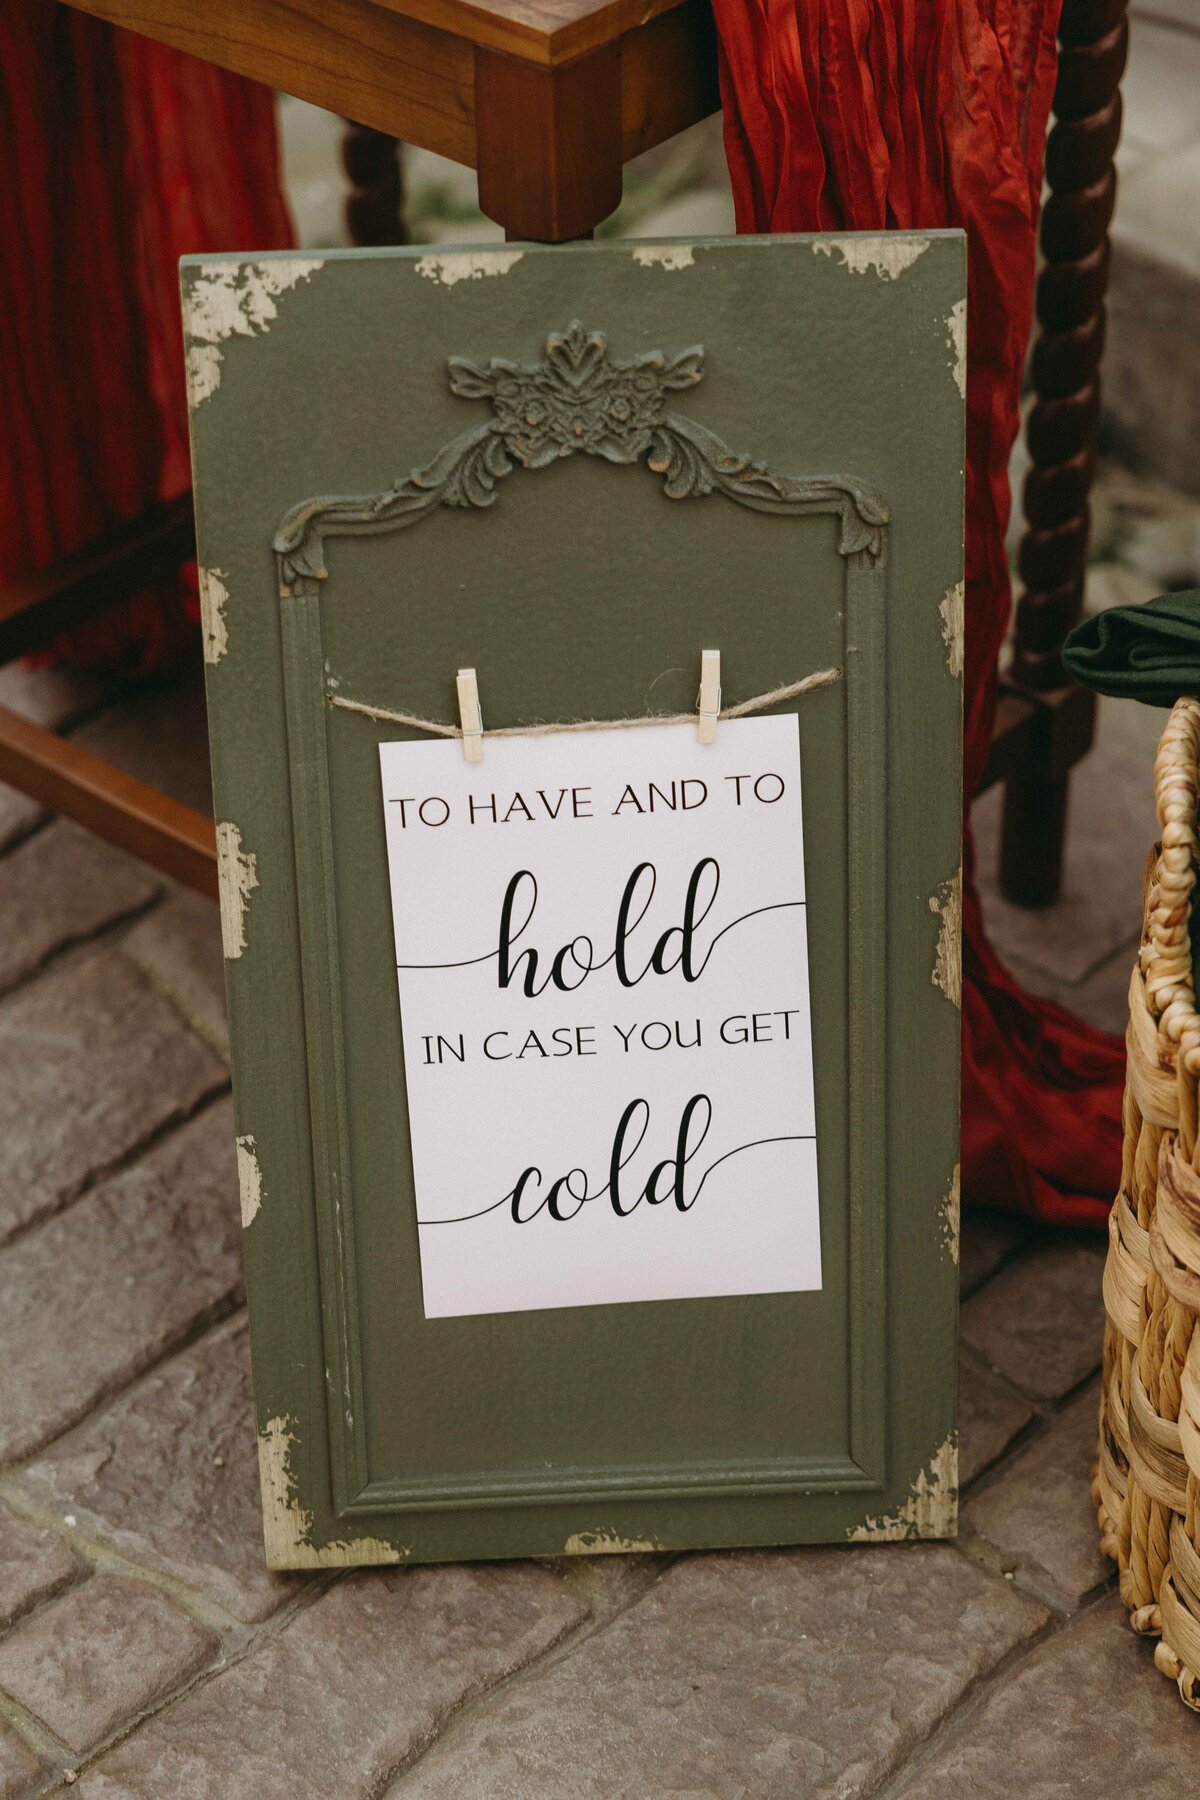 TO HAVE AND TO
hold
IN CASE YOU GET
cold